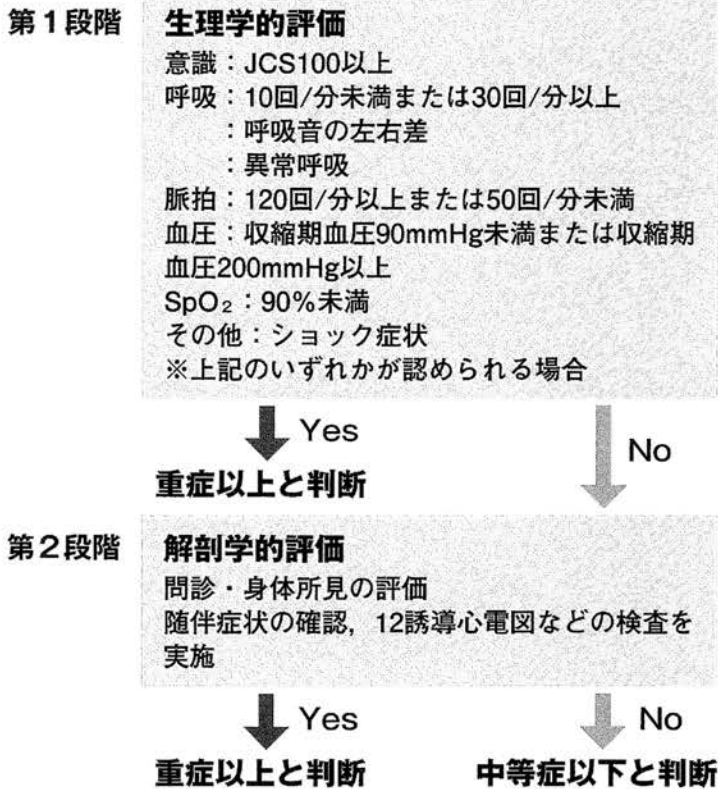 第1段階
生理学的評価
意識：JCS100以上
呼吸：10回/分未満または30回/分以上
：呼吸音の左右差
：異常呼吸
脈拍：120回/分以上または50回/分未満
血圧：収縮期血圧90mmHg未満または収縮期
血圧200mmHg以上
SpO₂：90%未満
その他：ショック症状
※上記のいずれかが認められる場合
Yes
No
重症以上と判断
第2段階
解剖学的評価
問診・身体所見の評価
随伴症状の確認，12誘導心電図などの検査を
実施
Yes
No
重症以上と判断
中等症以下と判断